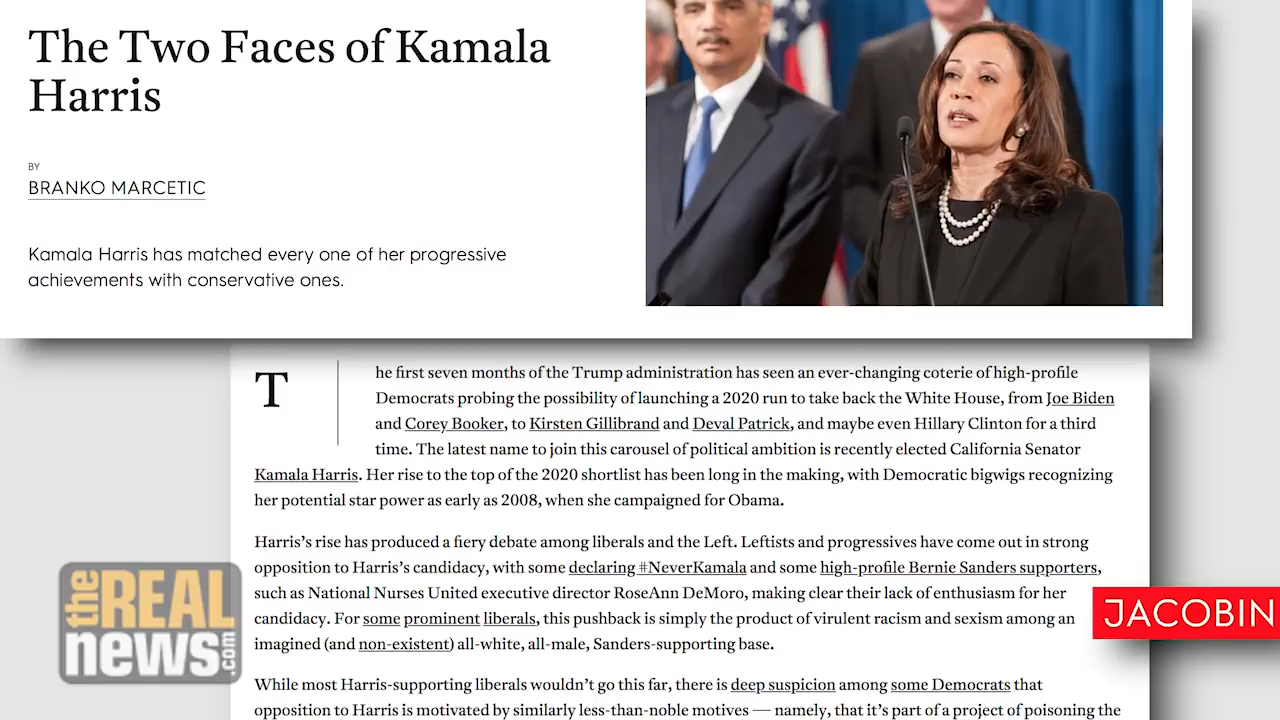 The Two Faces of Kamala
Harris
BY
BRANKO MARCETIC
Kamala Harris has matched every one of her progressive
achievements with conservative ones.
The first seven months of the Trump administration has seen an ever-changing coterie of high-profile
Democrats probing the possibility of launching a 2020 run to take back the White House, from Joe Biden
and Corey Booker, to Kirsten Gillibrand and Deval Patrick, and maybe even Hillary Clinton for a third
time. The latest name to join this carousel of political ambition is recently elected California Senator
Kamala Harris. Her rise to the top of the 2020 shortlist has been long in the making, with Democratic bigwigs recognizing
her potential star power as early as 2008, when she campaigned for Obama.
Harris's rise has produced a fiery debate among liberals and the Left. Leftists and progressives have come out in strong
opposition to Harris's candidacy, with some declaring #NeverKamala and some high-profile Bernie Sanders supporters,
such as National Nurses United executive director RoseAnn DeMoro, making clear their lack of enthusiasm for her
candidacy. For some prominent liberals, this pushback is simply the product of virulent racism and sexism among an
imagined (and non-existent) all-white, all-male, Sanders-supporting base.
While most Harris-supporting liberals wouldn't go this far, there is deep suspicion among some Democrats that
opposition to Harris is motivated by similarly less-than-noble motives — namely, that it's part of a project of poisoning the
JACOBIN
the
REAL
news.com